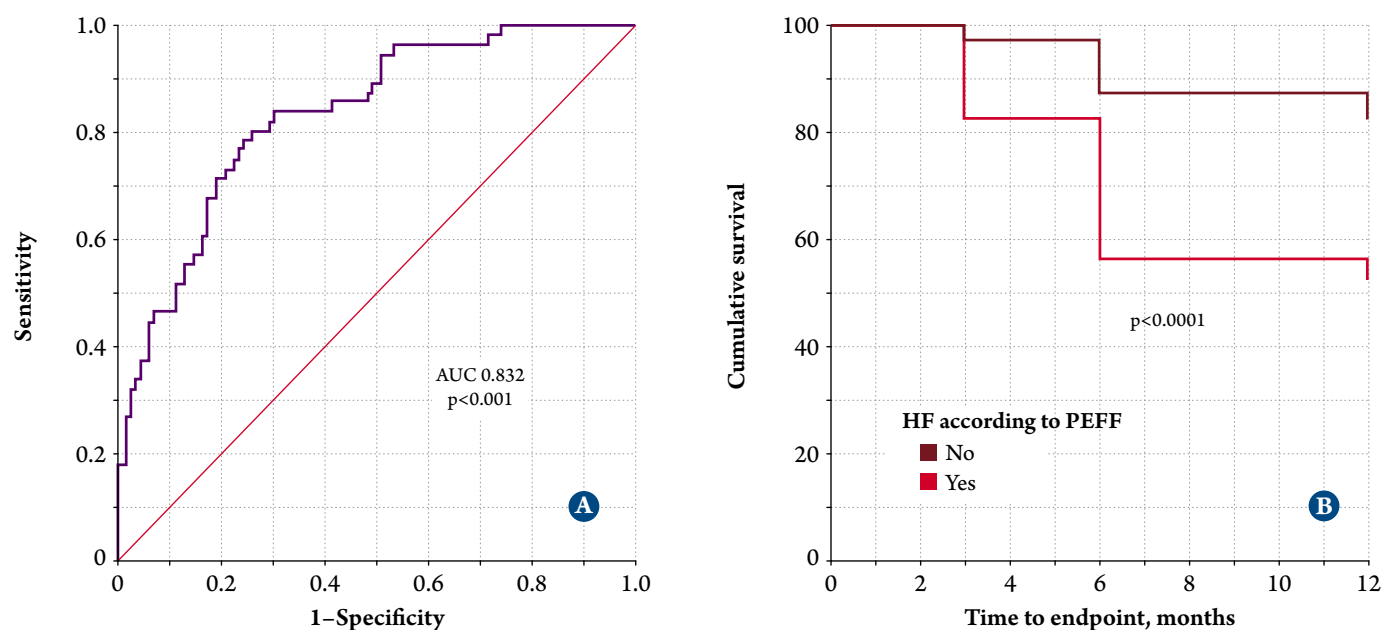 1.0
0.8
0.6
0.4
0.2
0
Sensitivity
0
0.2
0.4
0.6
0.8
1.0
1–Specificity
AUC 0.832
p<0.001
A
100
80
60
40
20
0
Cumulative survival
0
2
4
6
8
10
12
Time to endpoint, months
p<0.0001
HF according to PEFF
No
Yes
B